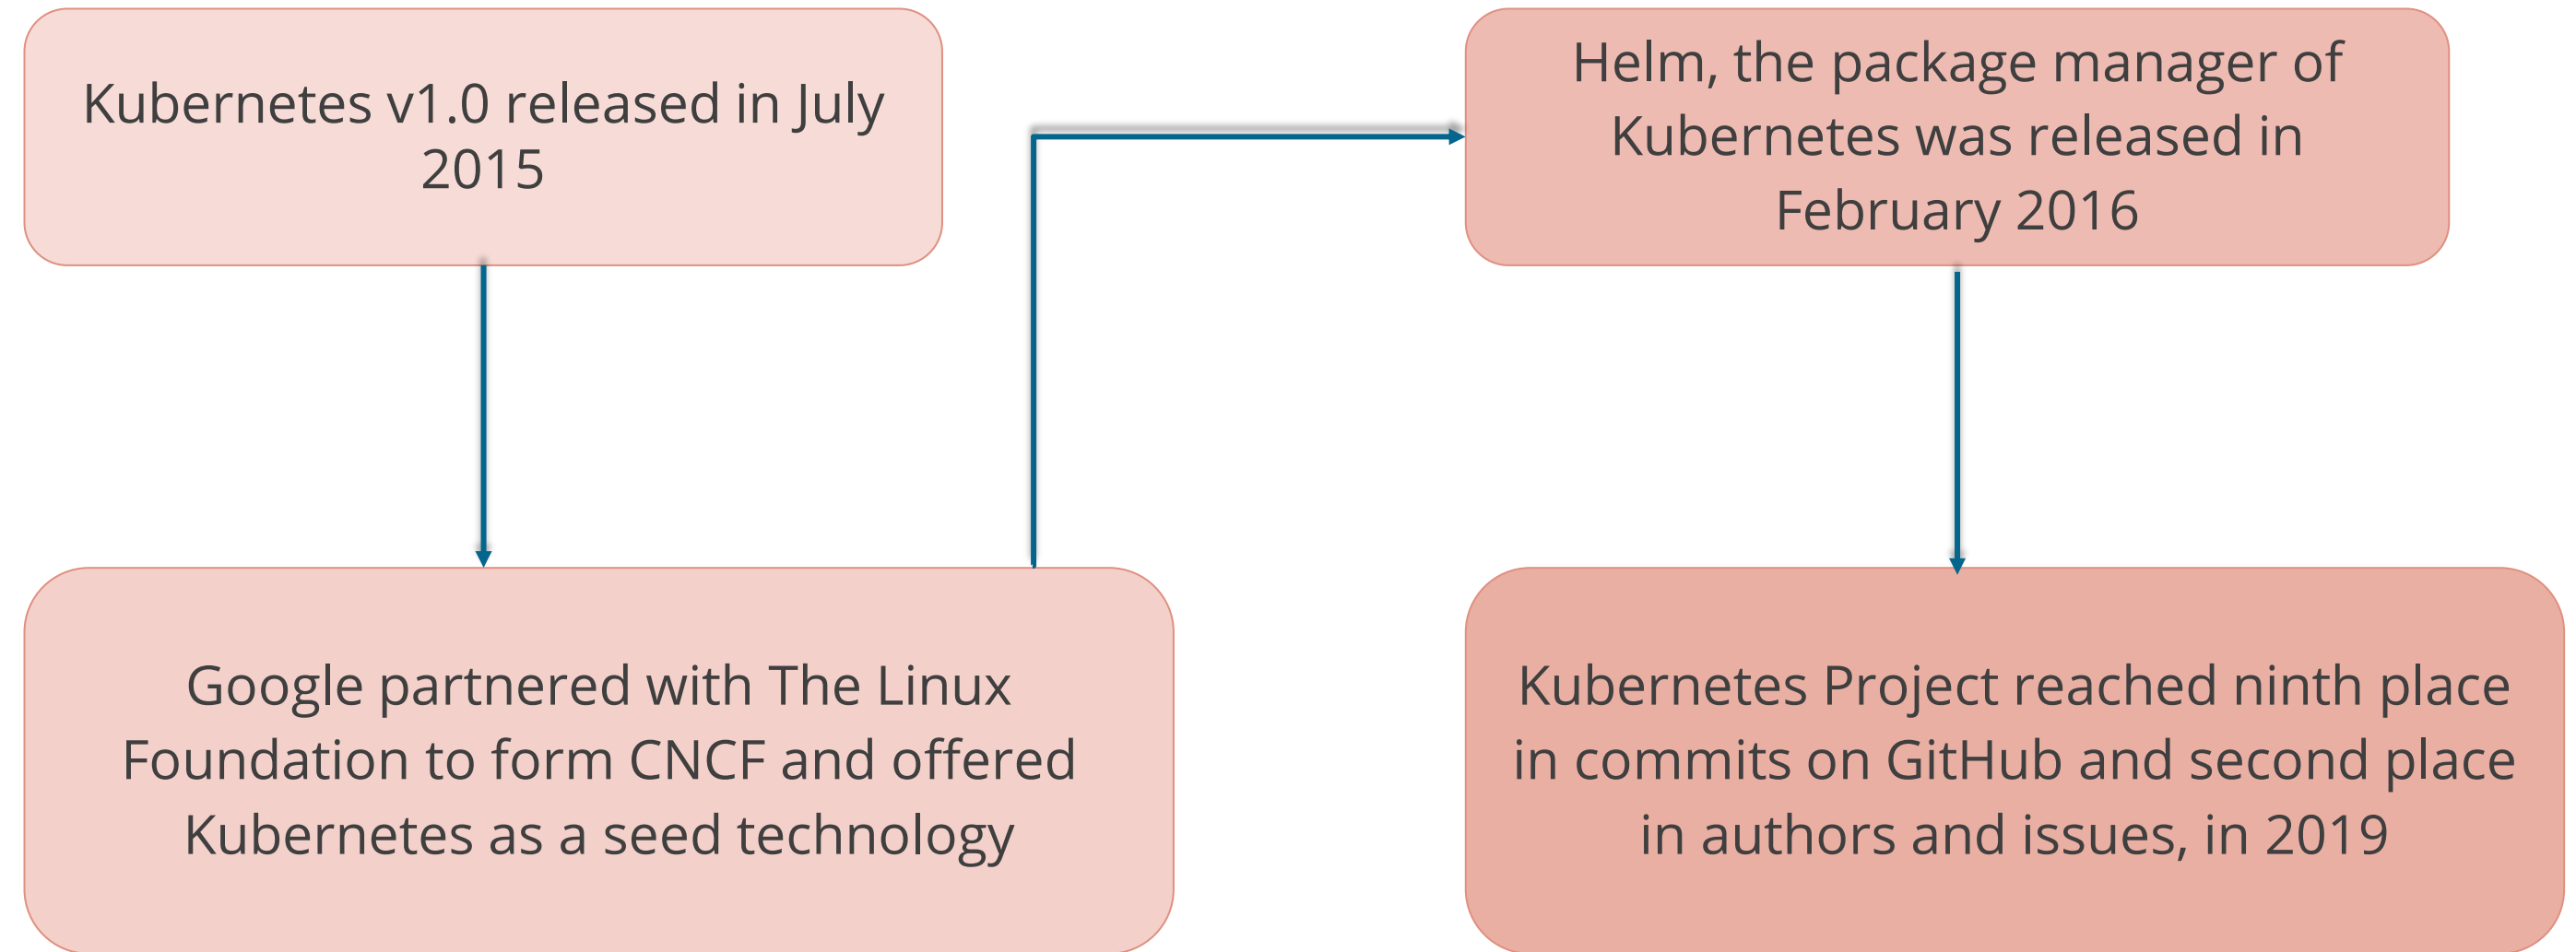 Kubernetes v1.0 released in July
2015
Google partnered with The Linux
Foundation to form CNCF and offered
Kubernetes as a seed technology
Helm, the package manager of
Kubernetes was released in
February 2016
Kubernetes Project reached ninth place
in commits on GitHub and second place
in authors and issues, in 2019